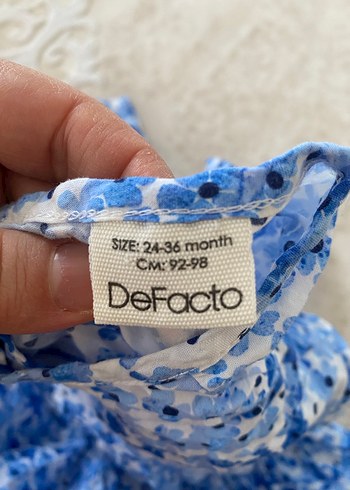 SIZE: 24-36 month
CM: 92-98
DeFacto